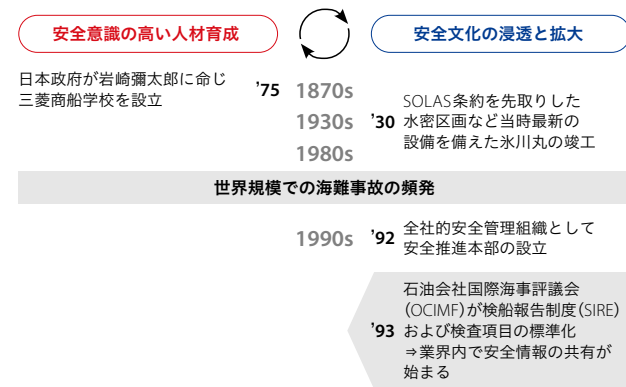 安全意識の高い人材育成
安全文化の浸透と拡大
日本政府が岩崎彌太郎に命じ
三菱商船学校を設立
’75 1870s
1930s
1980s
’30
SOLAS条約を先取りした
水密区画など当時最新の
設備を備えた氷川丸の竣工
世界規模での海難事故の頻発
1990s
’92
全社的安全管理組織として
安全推進本部の設立
’93
石油会社国際海事評議会
（OCIMF）が検船報告制度（SIRE）
および検査項目の標準化
⇒業界内で安全情報の共有が
始まる